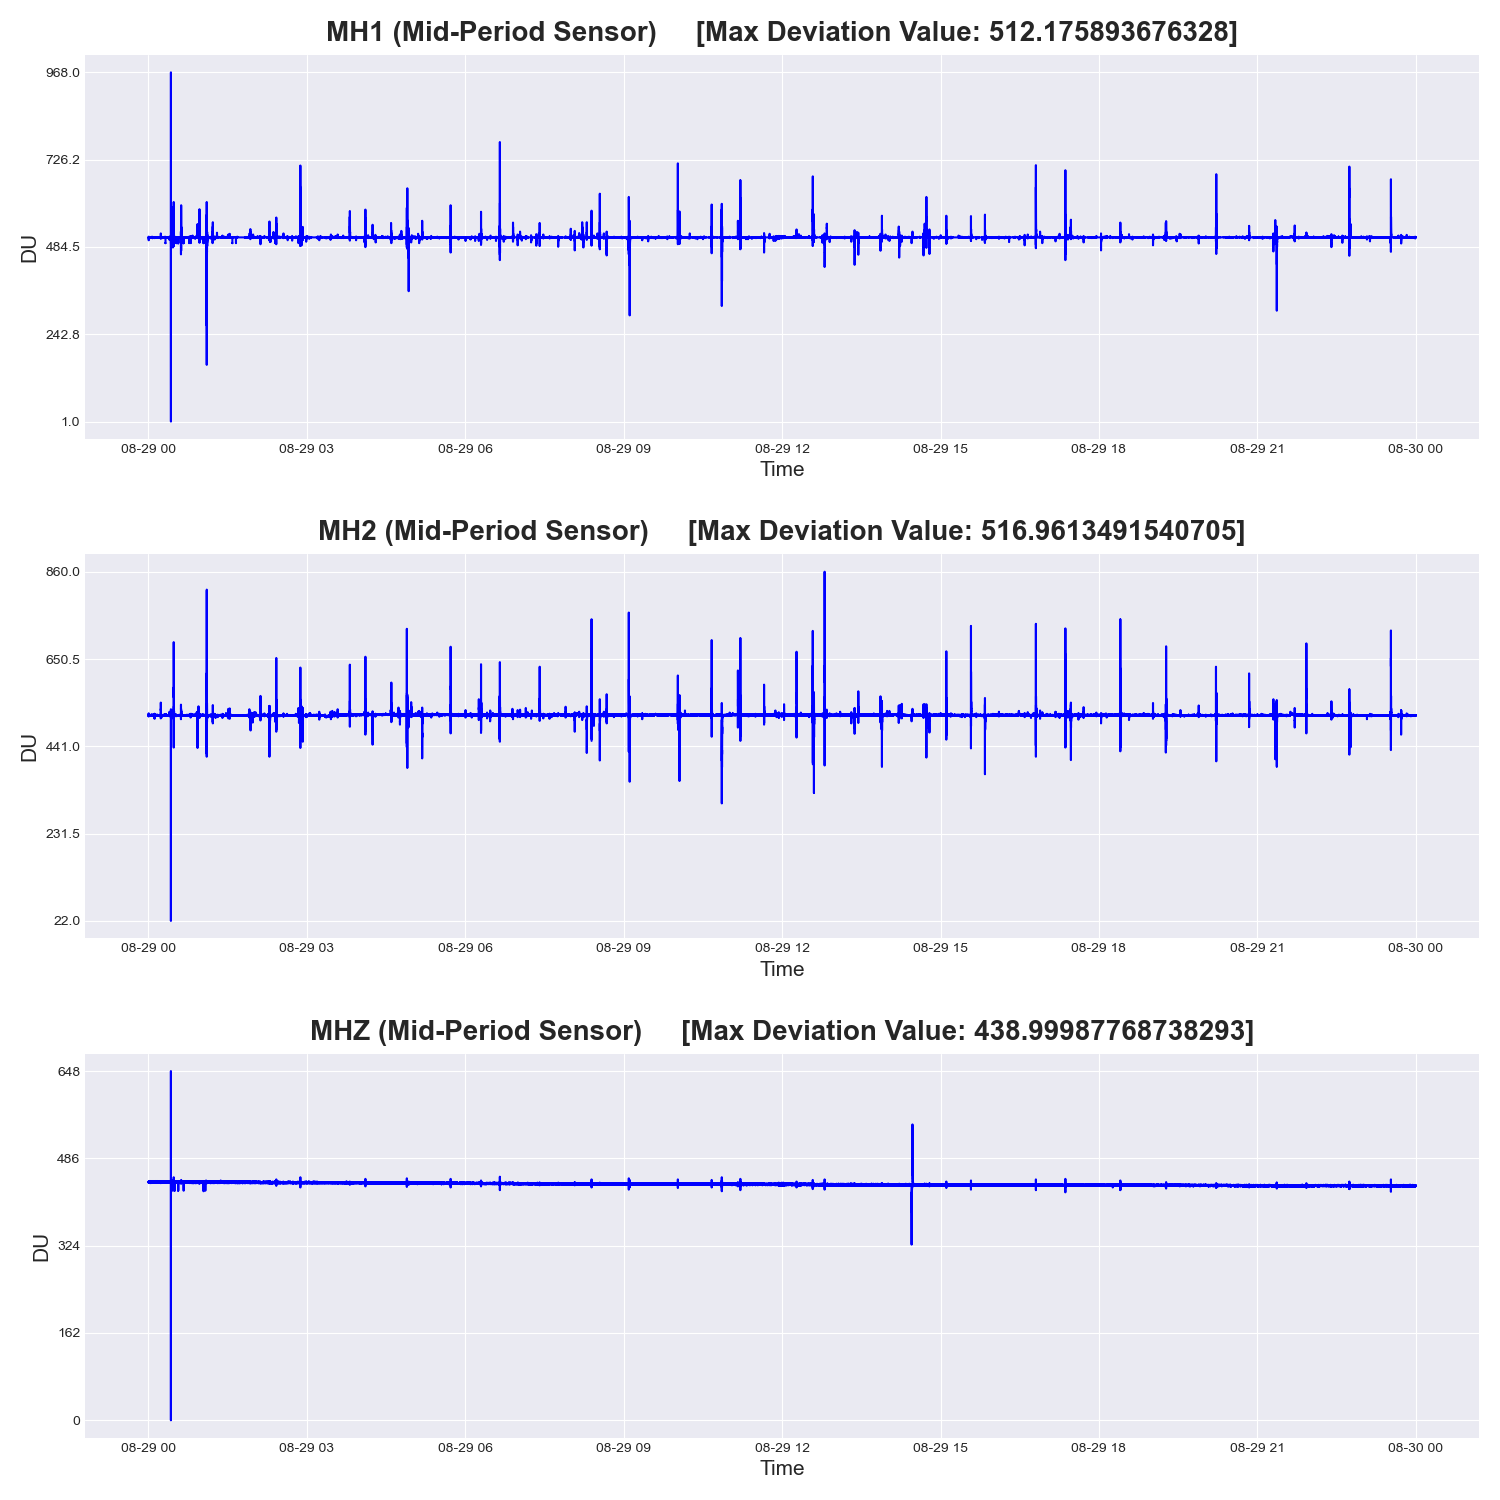 MH1 (Mid-Period Sensor) [Max Deviation Value: 512.175893676328]
968.0
726.2
484.5
242.8
1.0
DU
08-29 00 08-29 03 08-29 06 08-29 09 08-29 12 08-29 15 08-29 18 08-29 21 08-30 00
Time
MH2 (Mid-Period Sensor) [Max Deviation Value: 516.9613491540705]
860.0
650.5
441.0
231.5
22.0
DU
08-29 00 08-29 03 08-29 06 08-29 09 08-29 12 08-29 15 08-29 18 08-29 21 08-30 00
Time
MHZ (Mid-Period Sensor) [Max Deviation Value: 438.99987768738293]
648
486
324
162
0
DU
08-29 00 08-29 03 08-29 06 08-29 09 08-29 12 08-29 15 08-29 18 08-29 21 08-30 00
Time